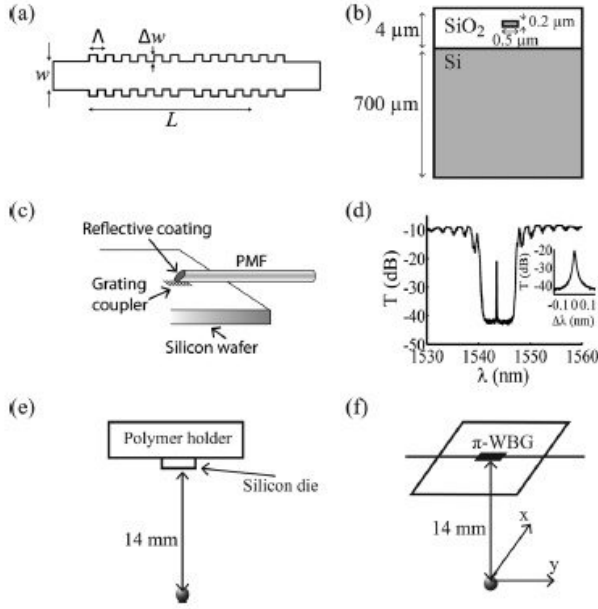 (a)
Λ
Δw
w
L
(b)
4 µm
SiO2
0.2 µm
0.5 µm
Si
700 µm
(c)
Reflective coating
PMF
Grating
coupler
Silicon wafer
(d)
T (dB)
-10
-20
-30
-40
-50
1530
1540
1550
1560
λ (nm)
T (dB)
-20
-30
-40
-0.1 0 0.1
Δλ (nm)
(e)
Polymer holder
Silicon die
14 mm
(f)
π-WBG
14 mm
x
y